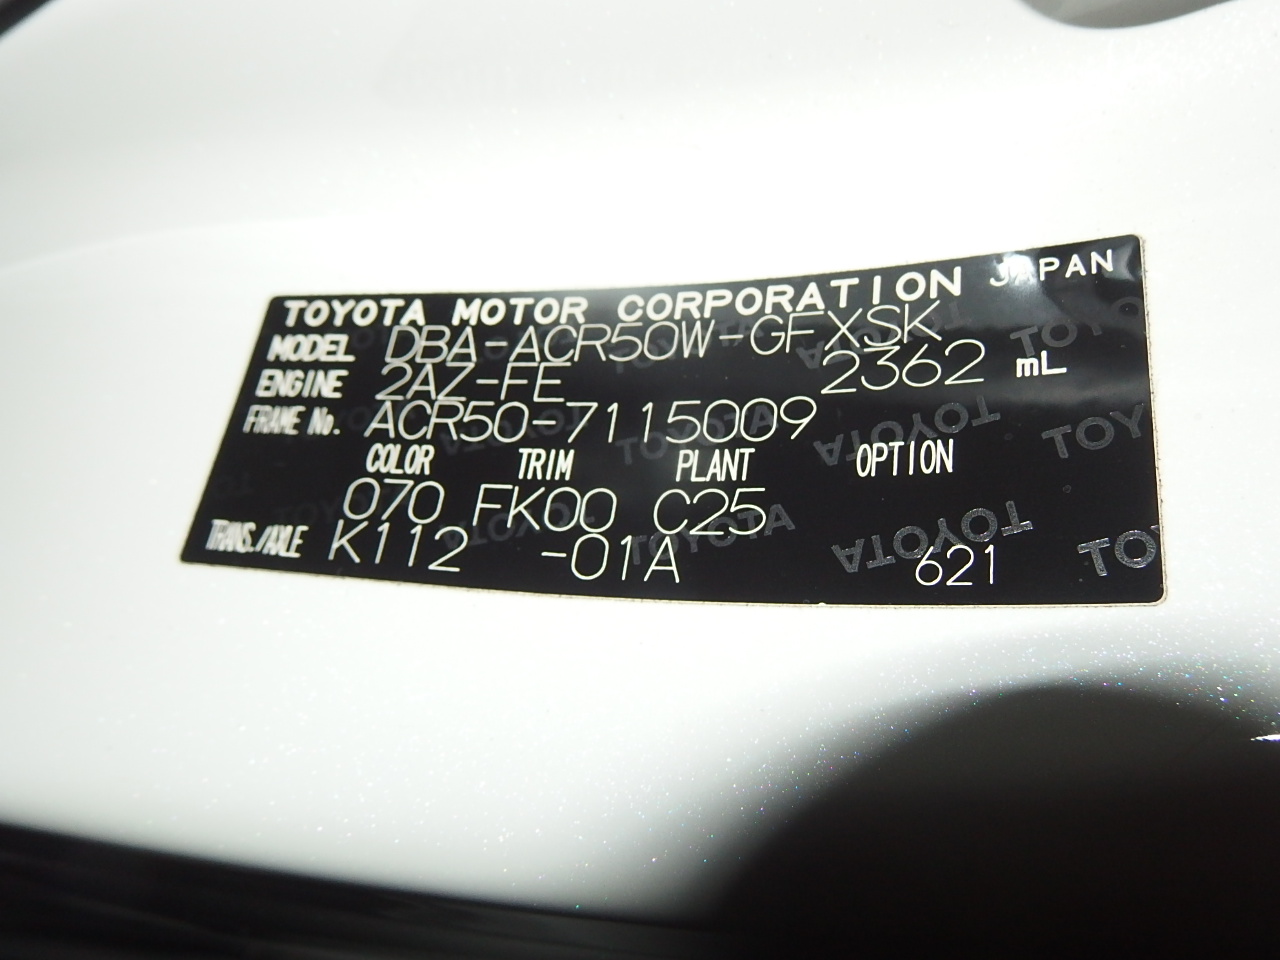 TOYOTA MOTOR CORPORATION JAPAN
MODEL DBA-ACR50W-GFXSK
ENGINE 2AZ-FE 2362 mL
FRAME No. ACR50-7115009
COLOR TRIM PLANT OPTION
070 FK00 C25
TRANS./AXLE K112 -01A 621